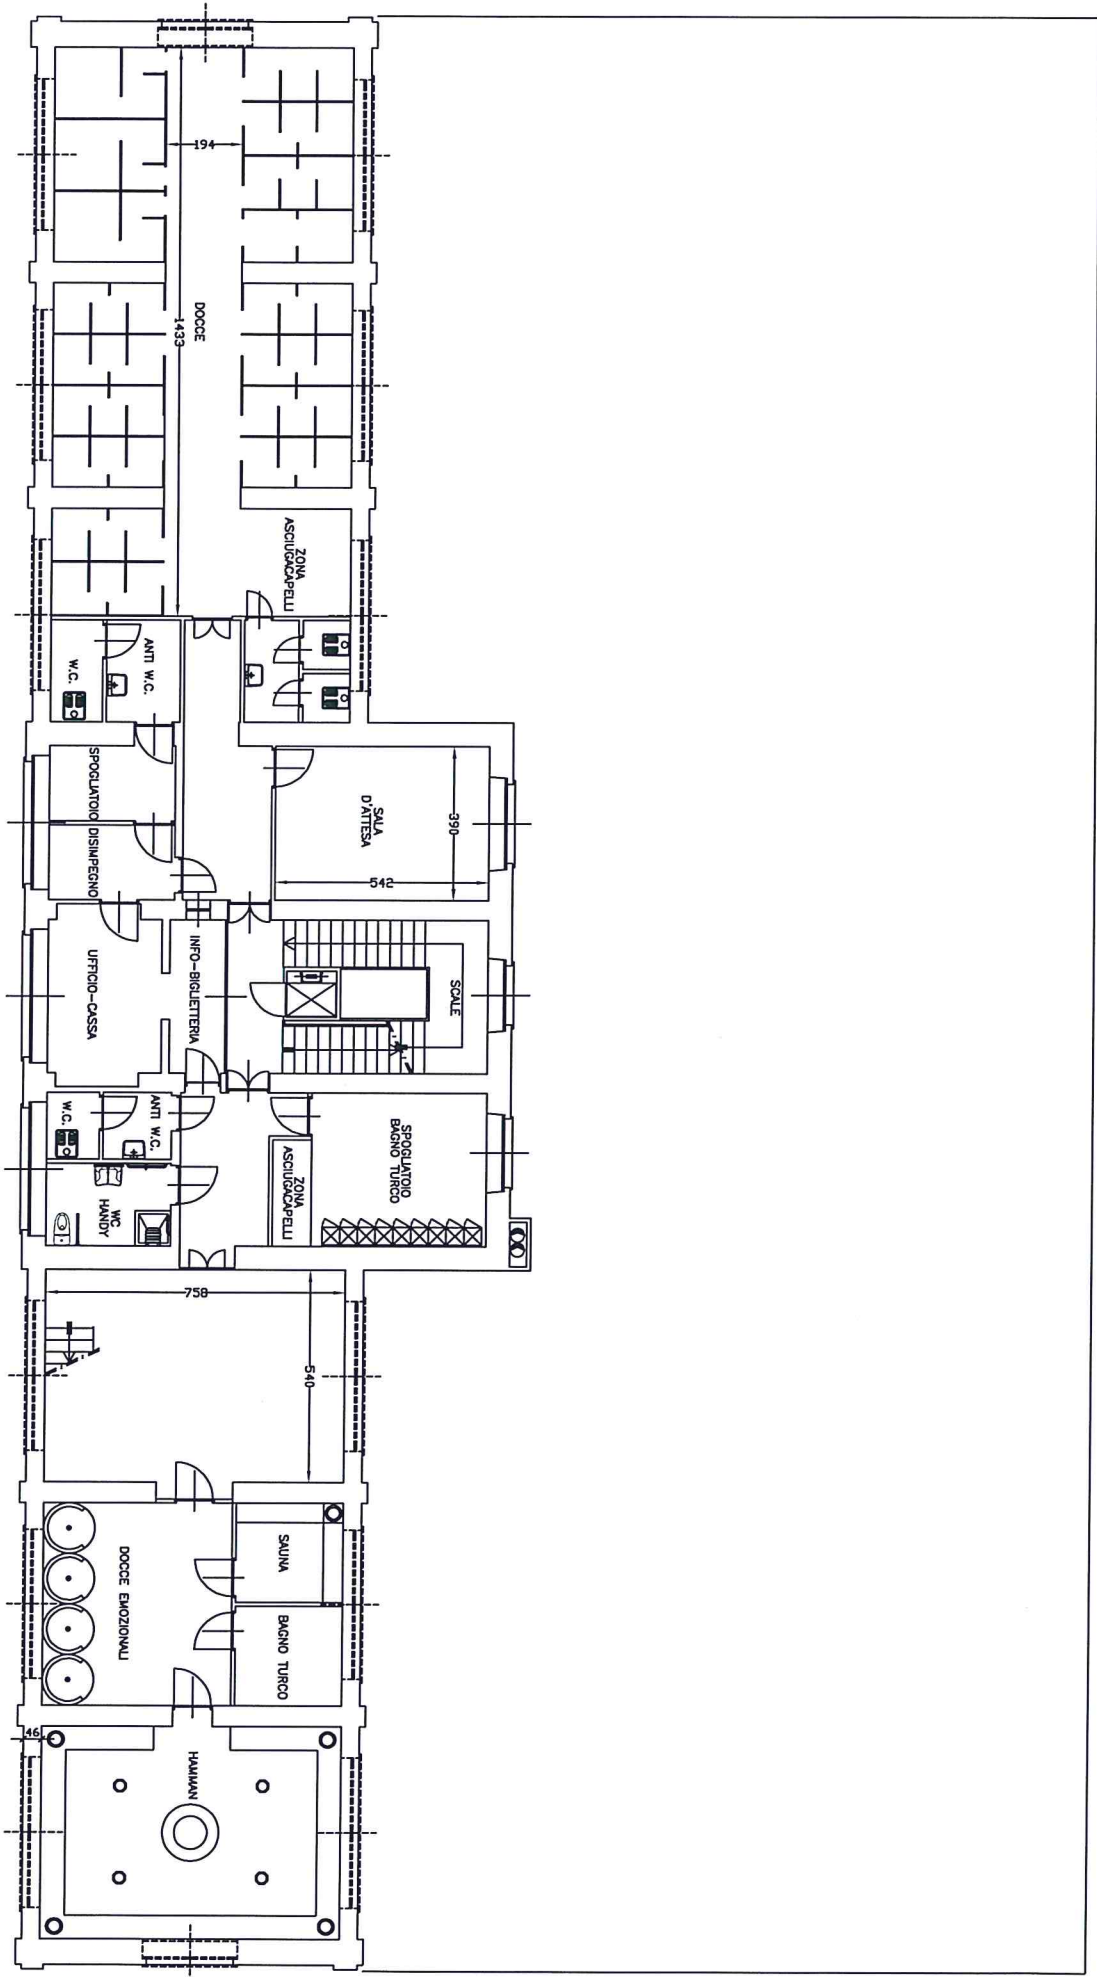 194
DOCCE
1433
ZONA
ASCIUGACAPELLI
ANTI W.C.
W.C.
SPOGLIATOIO
DISIMPEGNO
SALA
D'ATTESA
390
542
UFFICIO-CASSA
INFO-BIGLIETTERIA
SCALE
W.C.
ANTI W.C.
WC
HANDY
ZONA
ASCIUGACAPELLI
SPOGLIATOIO
BAGNO TURCO
758
540
DOCCE EMOZIONALI
SAUNA
BAGNO TURCO
46
HAMMAN